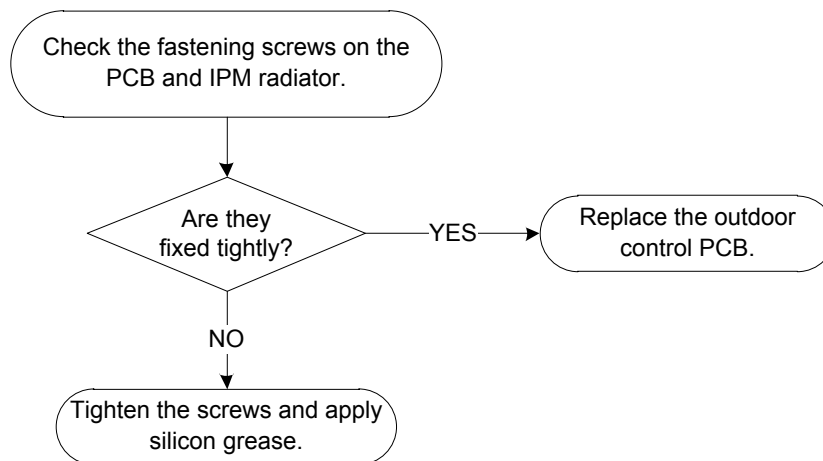 Check the fastening screws on the
PCB and IPM radiator.
Are they
fixed tightly?
YES
Replace the outdoor
control PCB.
NO
Tighten the screws and apply
silicon grease.